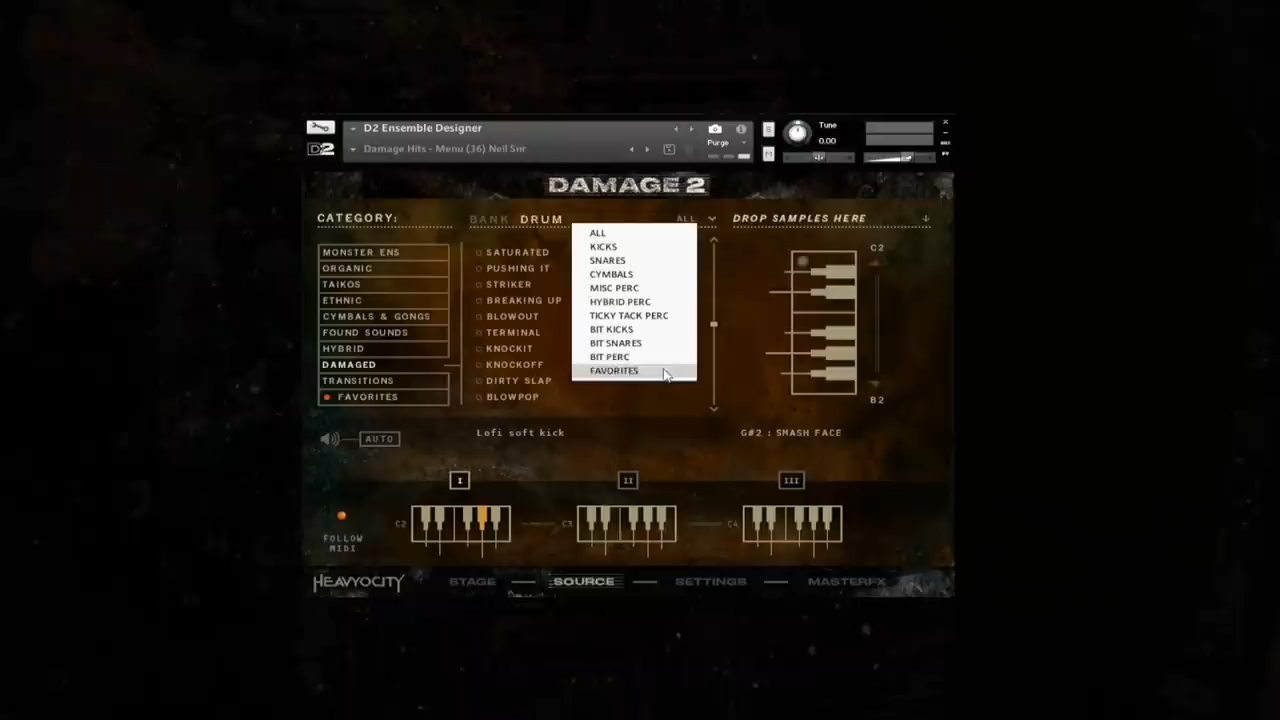 D2 Ensemble Designer
Purge
Tune
0.00
D2
Damage Hits - Menu (36) Nell Snr
DAMAGE 2
CATEGORY:
BANK DRUM
ALL
DROP SAMPLES HERE
MONSTER ENS
ORGANIC
TAIKOS
ETHNIC
CYMBALS & GONGS
FOUND SOUNDS
HYBRID
DAMAGED
TRANSITIONS
FAVORITES
SATURATED
PUSHING IT
STRIKER
BREAKING UP
BLOWOUT
TERMINAL
KNOCKIT
KNOCKOFF
DIRTY SLAP
BLOWPOP
ALL
KICKS
SNARES
CYMBALS
MISC PERC
HYBRID PERC
TICKY TACK PERC
BIT KICKS
BIT SNARES
BIT PERC
FAVORITES
C2
B2
AUTO
Lofi soft kick
G#2 : SMASH FACE
I
II
III
C2
C3
C4
FOLLOW
MIDI
HEAVYOCITY
STAGE
SOURCE
SETTINGS
MASTERFX